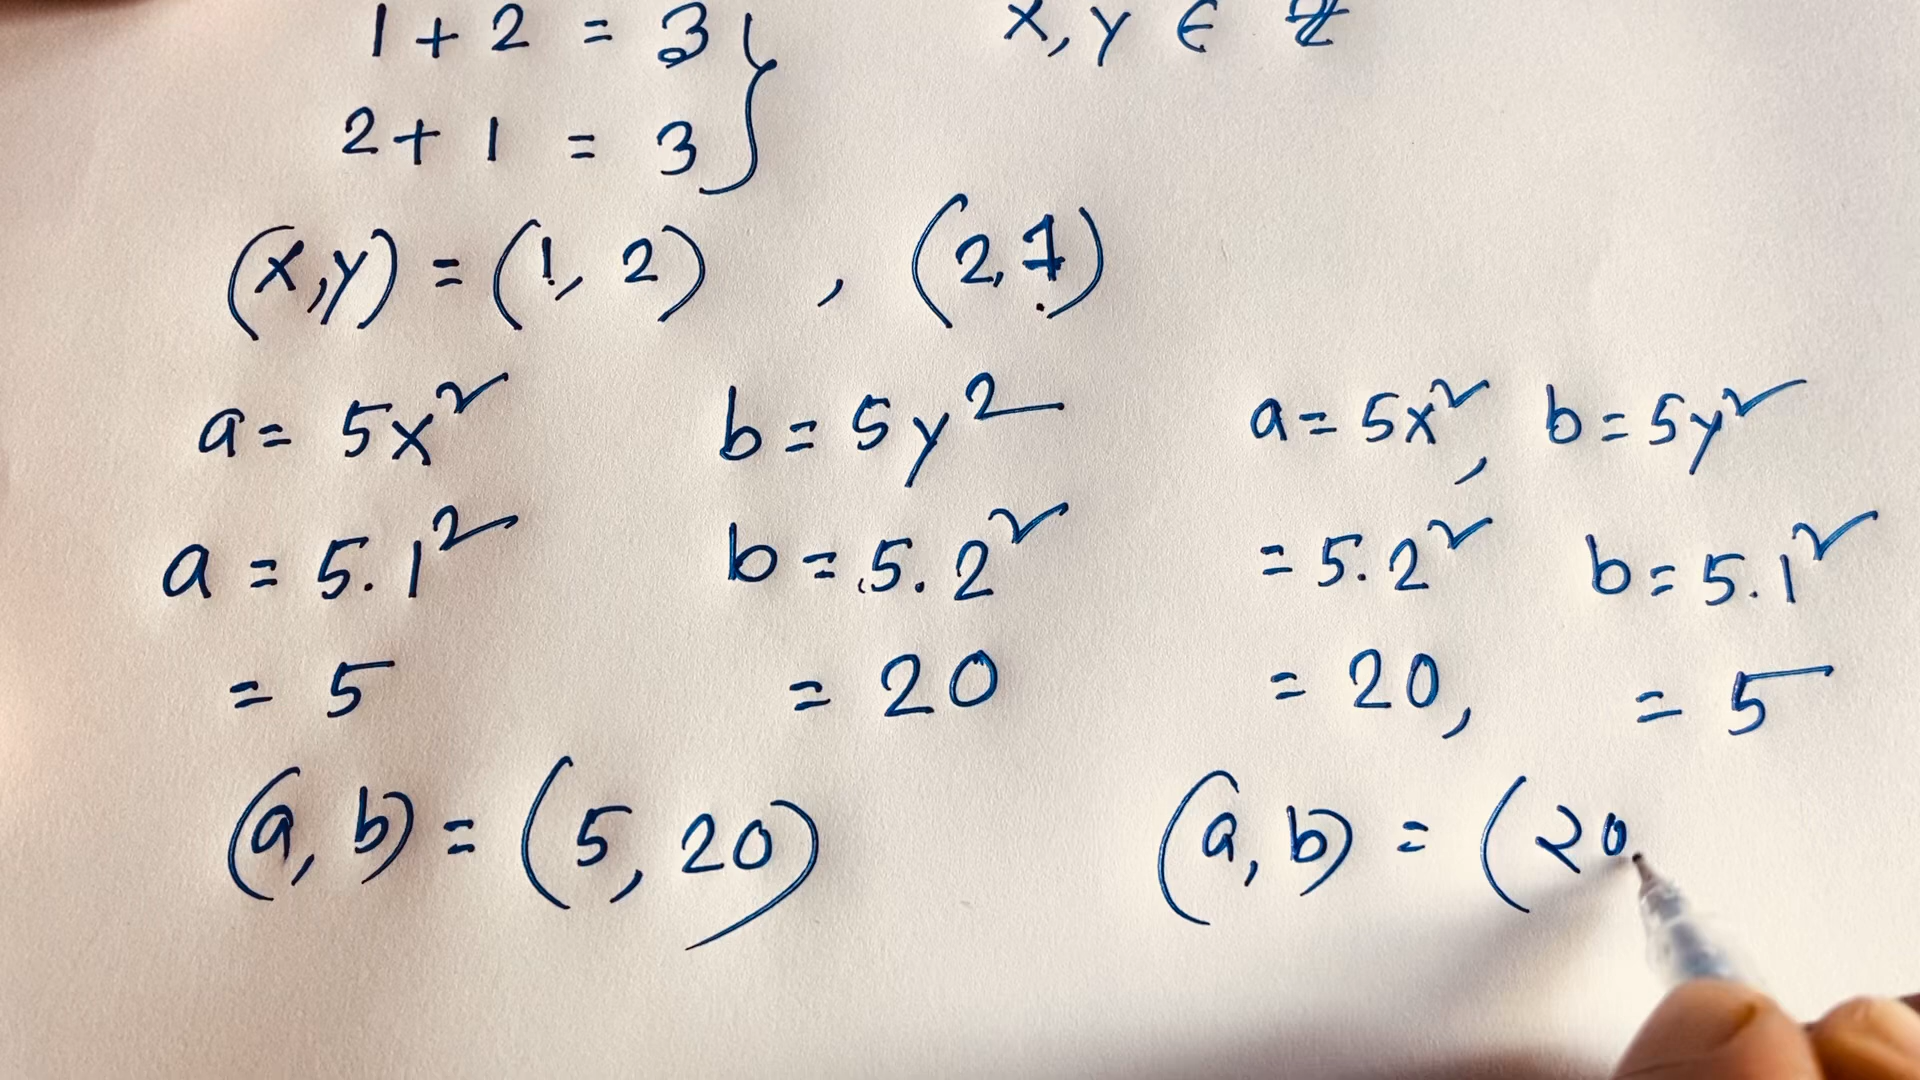 1 + 2 = 3 } x, y ∈ ℤ
2 + 1 = 3
(x,y) = (1, 2) , (2,1)
a = 5x² b = 5y² a = 5x², b = 5y²
a = 5.1² b = 5.2² = 5.2² b = 5.1²
= 5 = 20 = 20, = 5
(a, b) = (5, 20) (a, b) = (20,